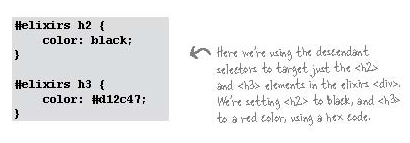 #elixirs h2 {
color: black;
}
#elixirs h3 {
color: #d12c47;
}
Here we're using the descendant
selectors to target just the <h2>
and <h3> elements in the elixirs <div>.
We're setting <h2> to black, and <h3>
to a red color, using a hex code.